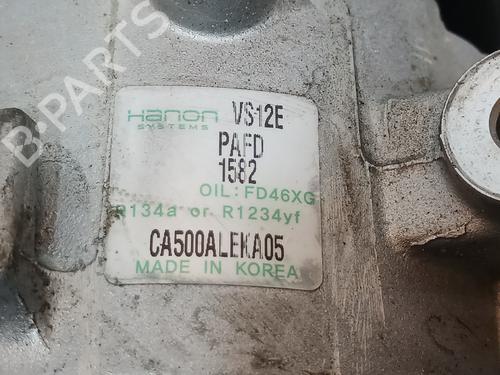 B-PARTS
Hanon VS12E
SYSTEMS
PAFD
1582
OIL: FD46XG
R134a or R1234yf
CA500ALEKA05
MADE IN KOREA